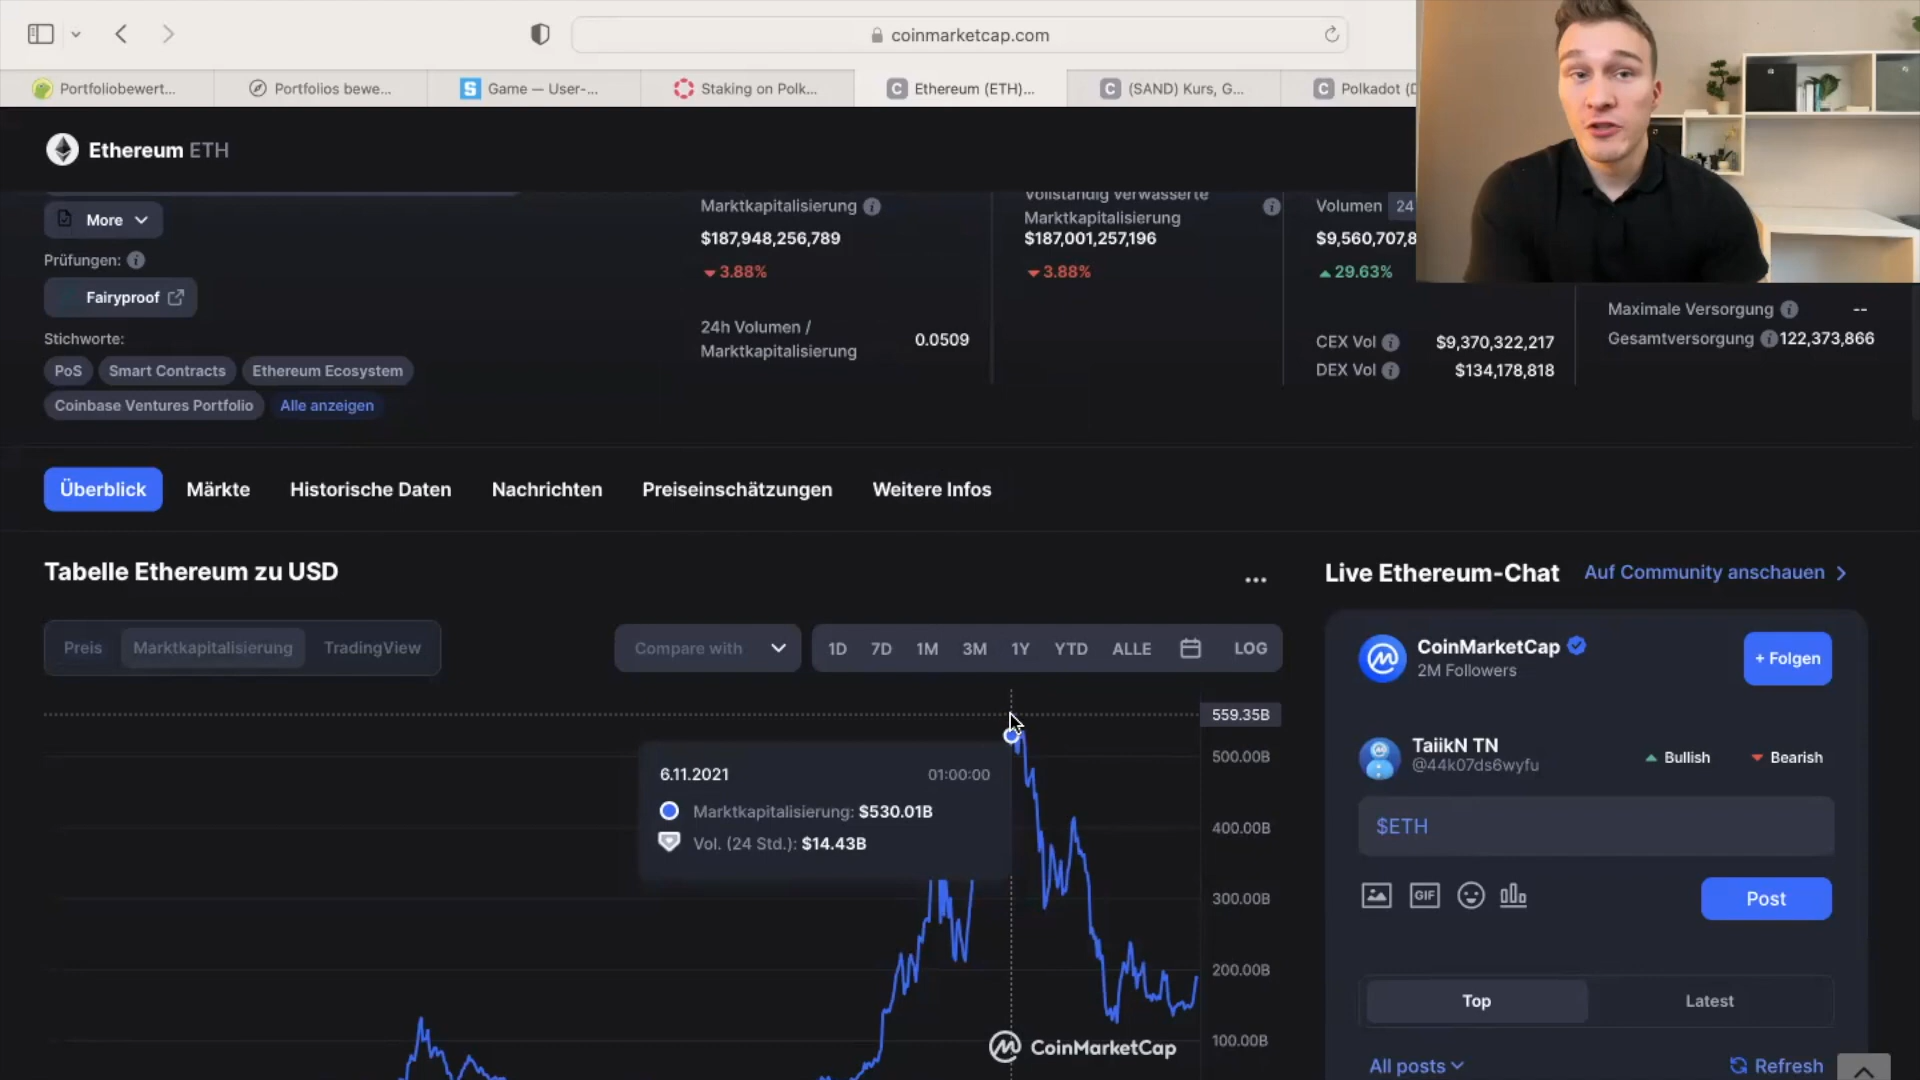 coinmarketcap.com
Portfoliobewert...
Portfolios bewe...
Game — User-...
Staking on Polk...
Ethereum (ETH)...
(SAND) Kurs, G...
Polkadot (D
Ethereum ETH
More
Prüfungen:
Fairyproof
Stichworte:
PoS Smart Contracts Ethereum Ecosystem
Coinbase Ventures Portfolio Alle anzeigen
Marktkapitalisierung
$187,948,256,789
3.88%
24h Volumen /
Marktkapitalisierung
0.0509
Vollständig verwässerte
Marktkapitalisierung
$187,001,257,196
3.88%
Volumen 24
$9,560,707,8
29.63%
CEX Vol $9,370,322,217
DEX Vol $134,178,818
Maximale Versorgung --
Gesamtversorgung 122,373,866
Überblick Märkte Historische Daten Nachrichten Preiseinschätzungen Weitere Infos
Tabelle Ethereum zu USD
...
Preis Marktkapitalisierung TradingView
Compare with
1D 7D 1M 3M 1Y YTD ALLE LOG
559.35B
500.00B
400.00B
300.00B
200.00B
100.00B
6.11.2021 01:00:00
Marktkapitalisierung: $530.01B
Vol. (24 Std.): $14.43B
CoinMarketCap
Live Ethereum-Chat Auf Community anschauen
CoinMarketCap
2M Followers
+ Folgen
TaiikN TN
@44k07ds6wyfu
Bullish Bearish
$ETH
GIF
Post
Top Latest
All posts Refresh